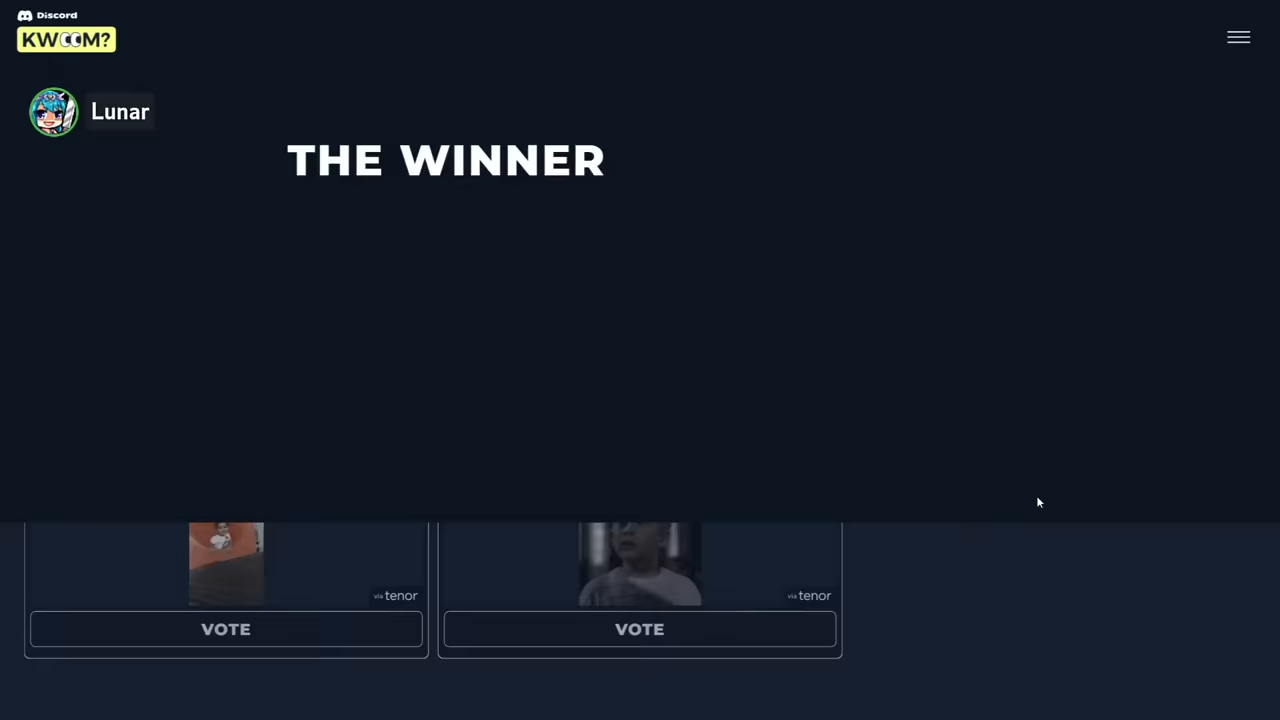 Discord
KWOOM?
Lunar
THE WINNER
via tenor
via tenor
VOTE
VOTE